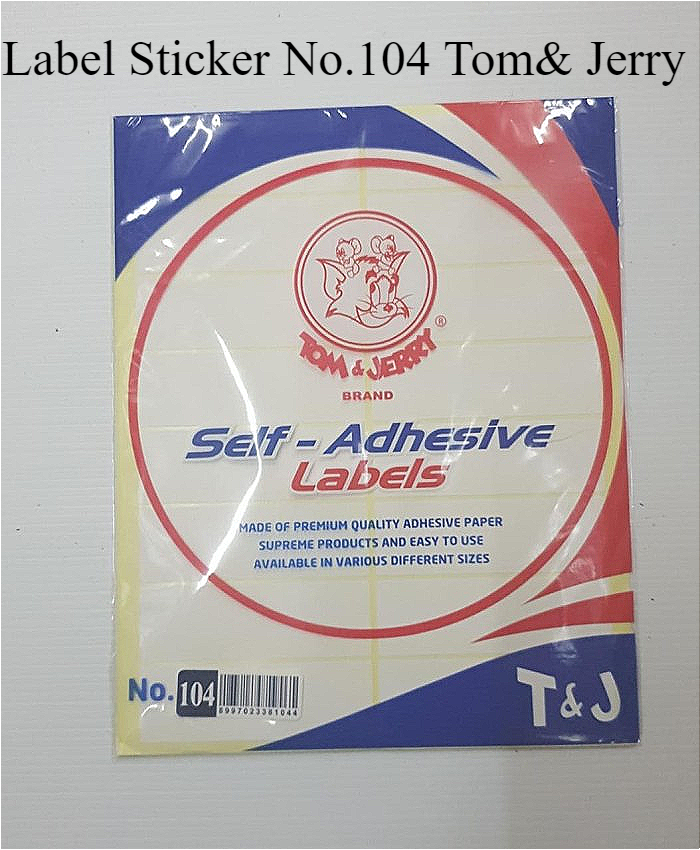 Label Sticker No.104 Tom& Jerry
TOM & JERRY ®
BRAND
Self - Adhesive
Labels
MADE OF PREMIUM QUALITY ADHESIVE PAPER
SUPREME PRODUCTS AND EASY TO USE
AVAILABLE IN VARIOUS DIFFERENT SIZES
No. 104
8997023381044
T & J